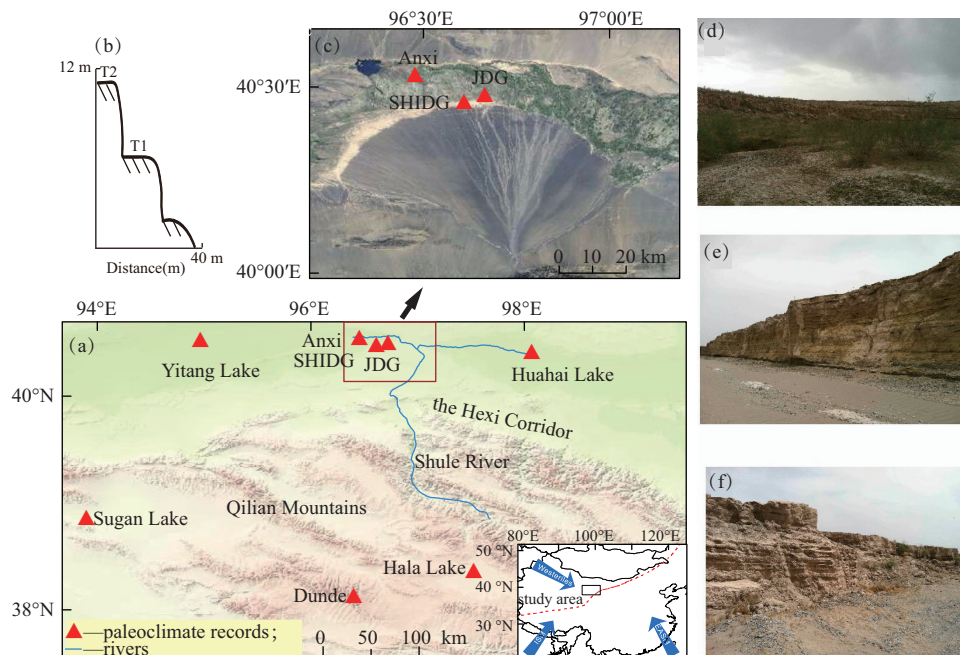 (b)
12 m
T2
T1
Distance(m)
40 m
96°30′E
97°00′E
(c)
Anxi
JDG
SHIDG
40°30′E
40°00′E
0 10 20 km
(d)
(e)
(f)
94°E
96°E
98°E
(a)
Anxi
SHIDG
JDG
Yitang Lake
Huahai Lake
40°N
the Hexi Corridor
Shule River
Qilian Mountains
Sugan Lake
Hala Lake
Dunde
38°N
—paleoclimate records;
—rivers
0 50 100 km
80°E
100°E
120°E
50 °N
40 °N
30 °N
Westerlies
study area